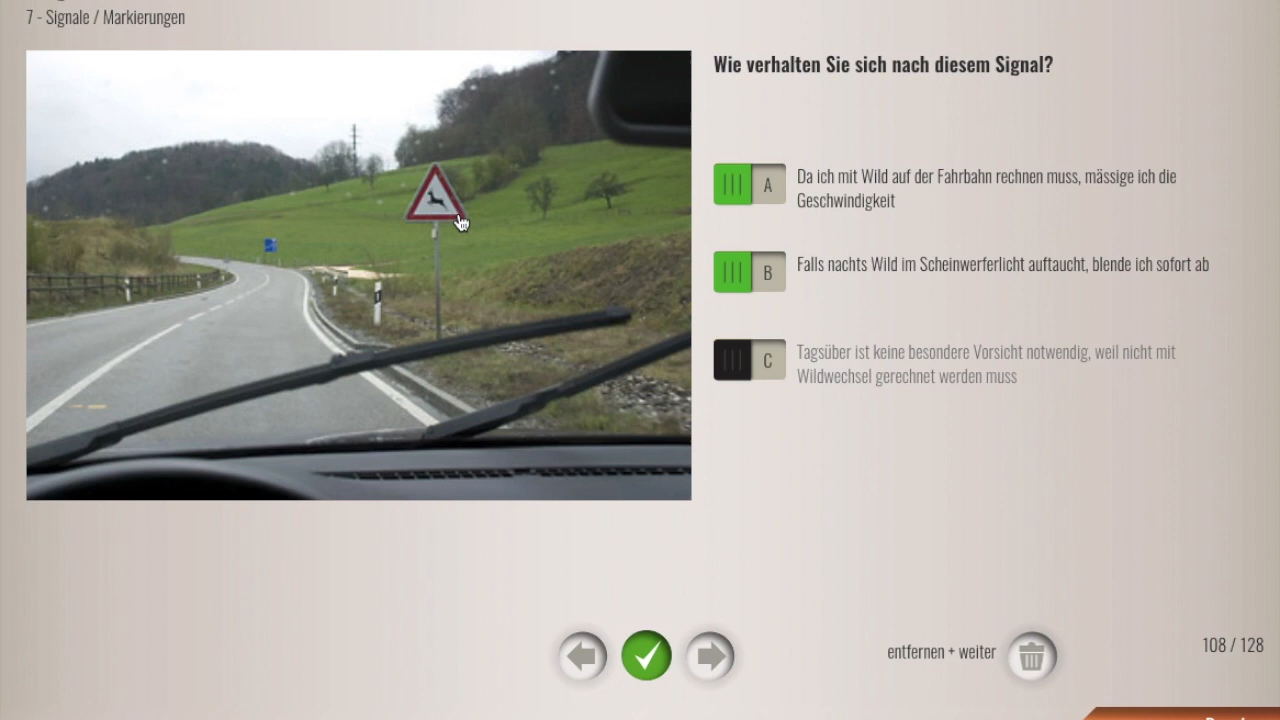 7 - Signale / Markierungen
Wie verhalten Sie sich nach diesem Signal?
A
Da ich mit Wild auf der Fahrbahn rechnen muss, mässige ich die
Geschwindigkeit
B
Falls nachts Wild im Scheinwerferlicht auftaucht, blende ich sofort ab
C
Tagsüber ist keine besondere Vorsicht notwendig, weil nicht mit
Wildwechsel gerechnet werden muss
entfernen + weiter
108 / 128